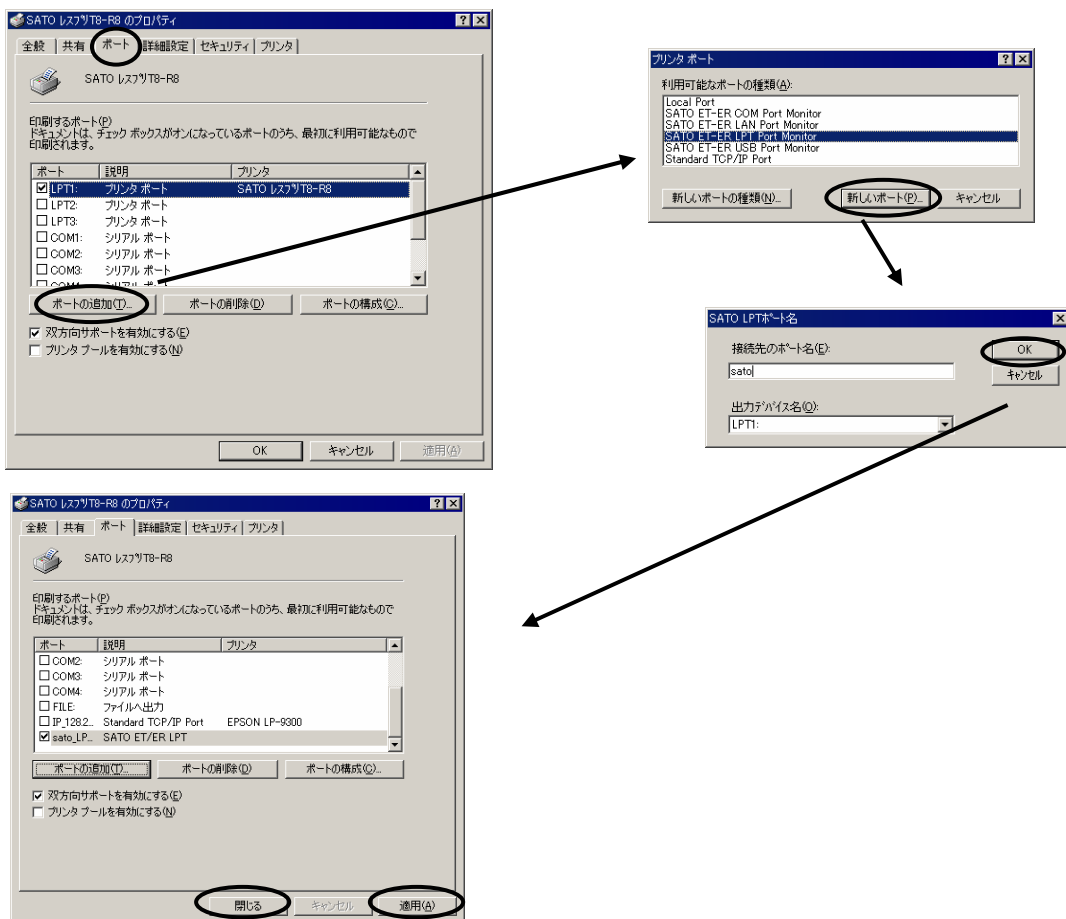 SATO ﾚｽﾌﾟﾘT8-R8 のプロパティ
全般 共有 ポート 詳細設定 セキュリティ プリンタ
SATO ﾚｽﾌﾟﾘT8-R8
印刷するポート(P)
ドキュメントは、チェック ボックスがオンになっているポートのうち、最初に利用可能なもので
印刷されます。
ポート 説明 プリンタ
LPT1: プリンタ ポート SATO ﾚｽﾌﾟﾘT8-R8
LPT2: プリンタ ポート
LPT3: プリンタ ポート
COM1: シリアル ポート
COM2: シリアル ポート
COM3: シリアル ポート
COM4: シリアル ポート
ポートの追加(T)... ポートの削除(D) ポートの構成(C)...
双方向サポートを有効にする(E)
プリンタ プールを有効にする(N)
OK キャンセル 適用(A)
プリンタ ポート
利用可能なポートの種類(A):
Local Port
SATO ET-ER COM Port Monitor
SATO ET-ER LAN Port Monitor
SATO ET-ER LPT Port Monitor
SATO ET-ER USB Port Monitor
Standard TCP/IP Port
新しいポートの種類(N)... 新しいポート(P)... キャンセル
SATO LPTﾎﾟｰﾄ名
接続先のﾎﾟｰﾄ名(E):
sato
OK
ｷｬﾝｾﾙ
出力ﾃﾞﾊﾞｲｽ名(O):
LPT1:
SATO ﾚｽﾌﾟﾘT8-R8 のプロパティ
全般 共有 ポート 詳細設定 セキュリティ プリンタ
SATO ﾚｽﾌﾟﾘT8-R8
印刷するポート(P)
ドキュメントは、チェック ボックスがオンになっているポートのうち、最初に利用可能なもので
印刷されます。
ポート 説明 プリンタ
COM2: シリアル ポート
COM3: シリアル ポート
COM4: シリアル ポート
FILE: ファイルへ出力
IP_128.2... Standard TCP/IP Port EPSON LP-9300
sato_LP... SATO ET/ER LPT
ポートの追加(T)... ポートの削除(D) ポートの構成(C)...
双方向サポートを有効にする(E)
プリンタ プールを有効にする(N)
閉じる キャンセル 適用(A)